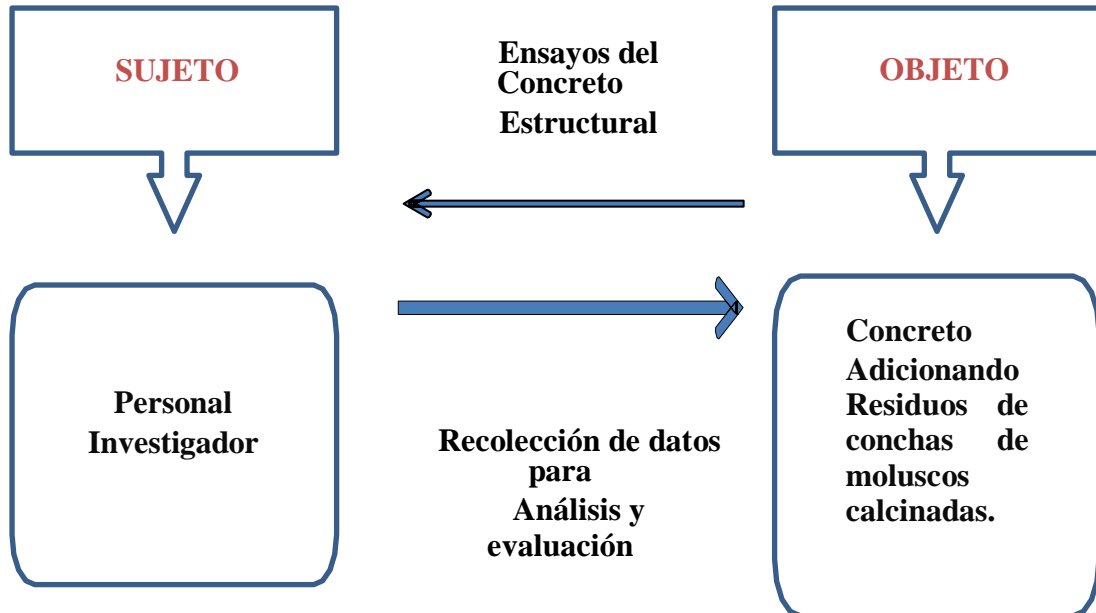 SUJETO
Ensayos del
Concreto
Estructural
OBJETO
Personal
Investigador
Recolección de datos
para
Análisis y
evaluación
Concreto
Adicionando
Residuos de
conchas de
moluscos
calcinadas.